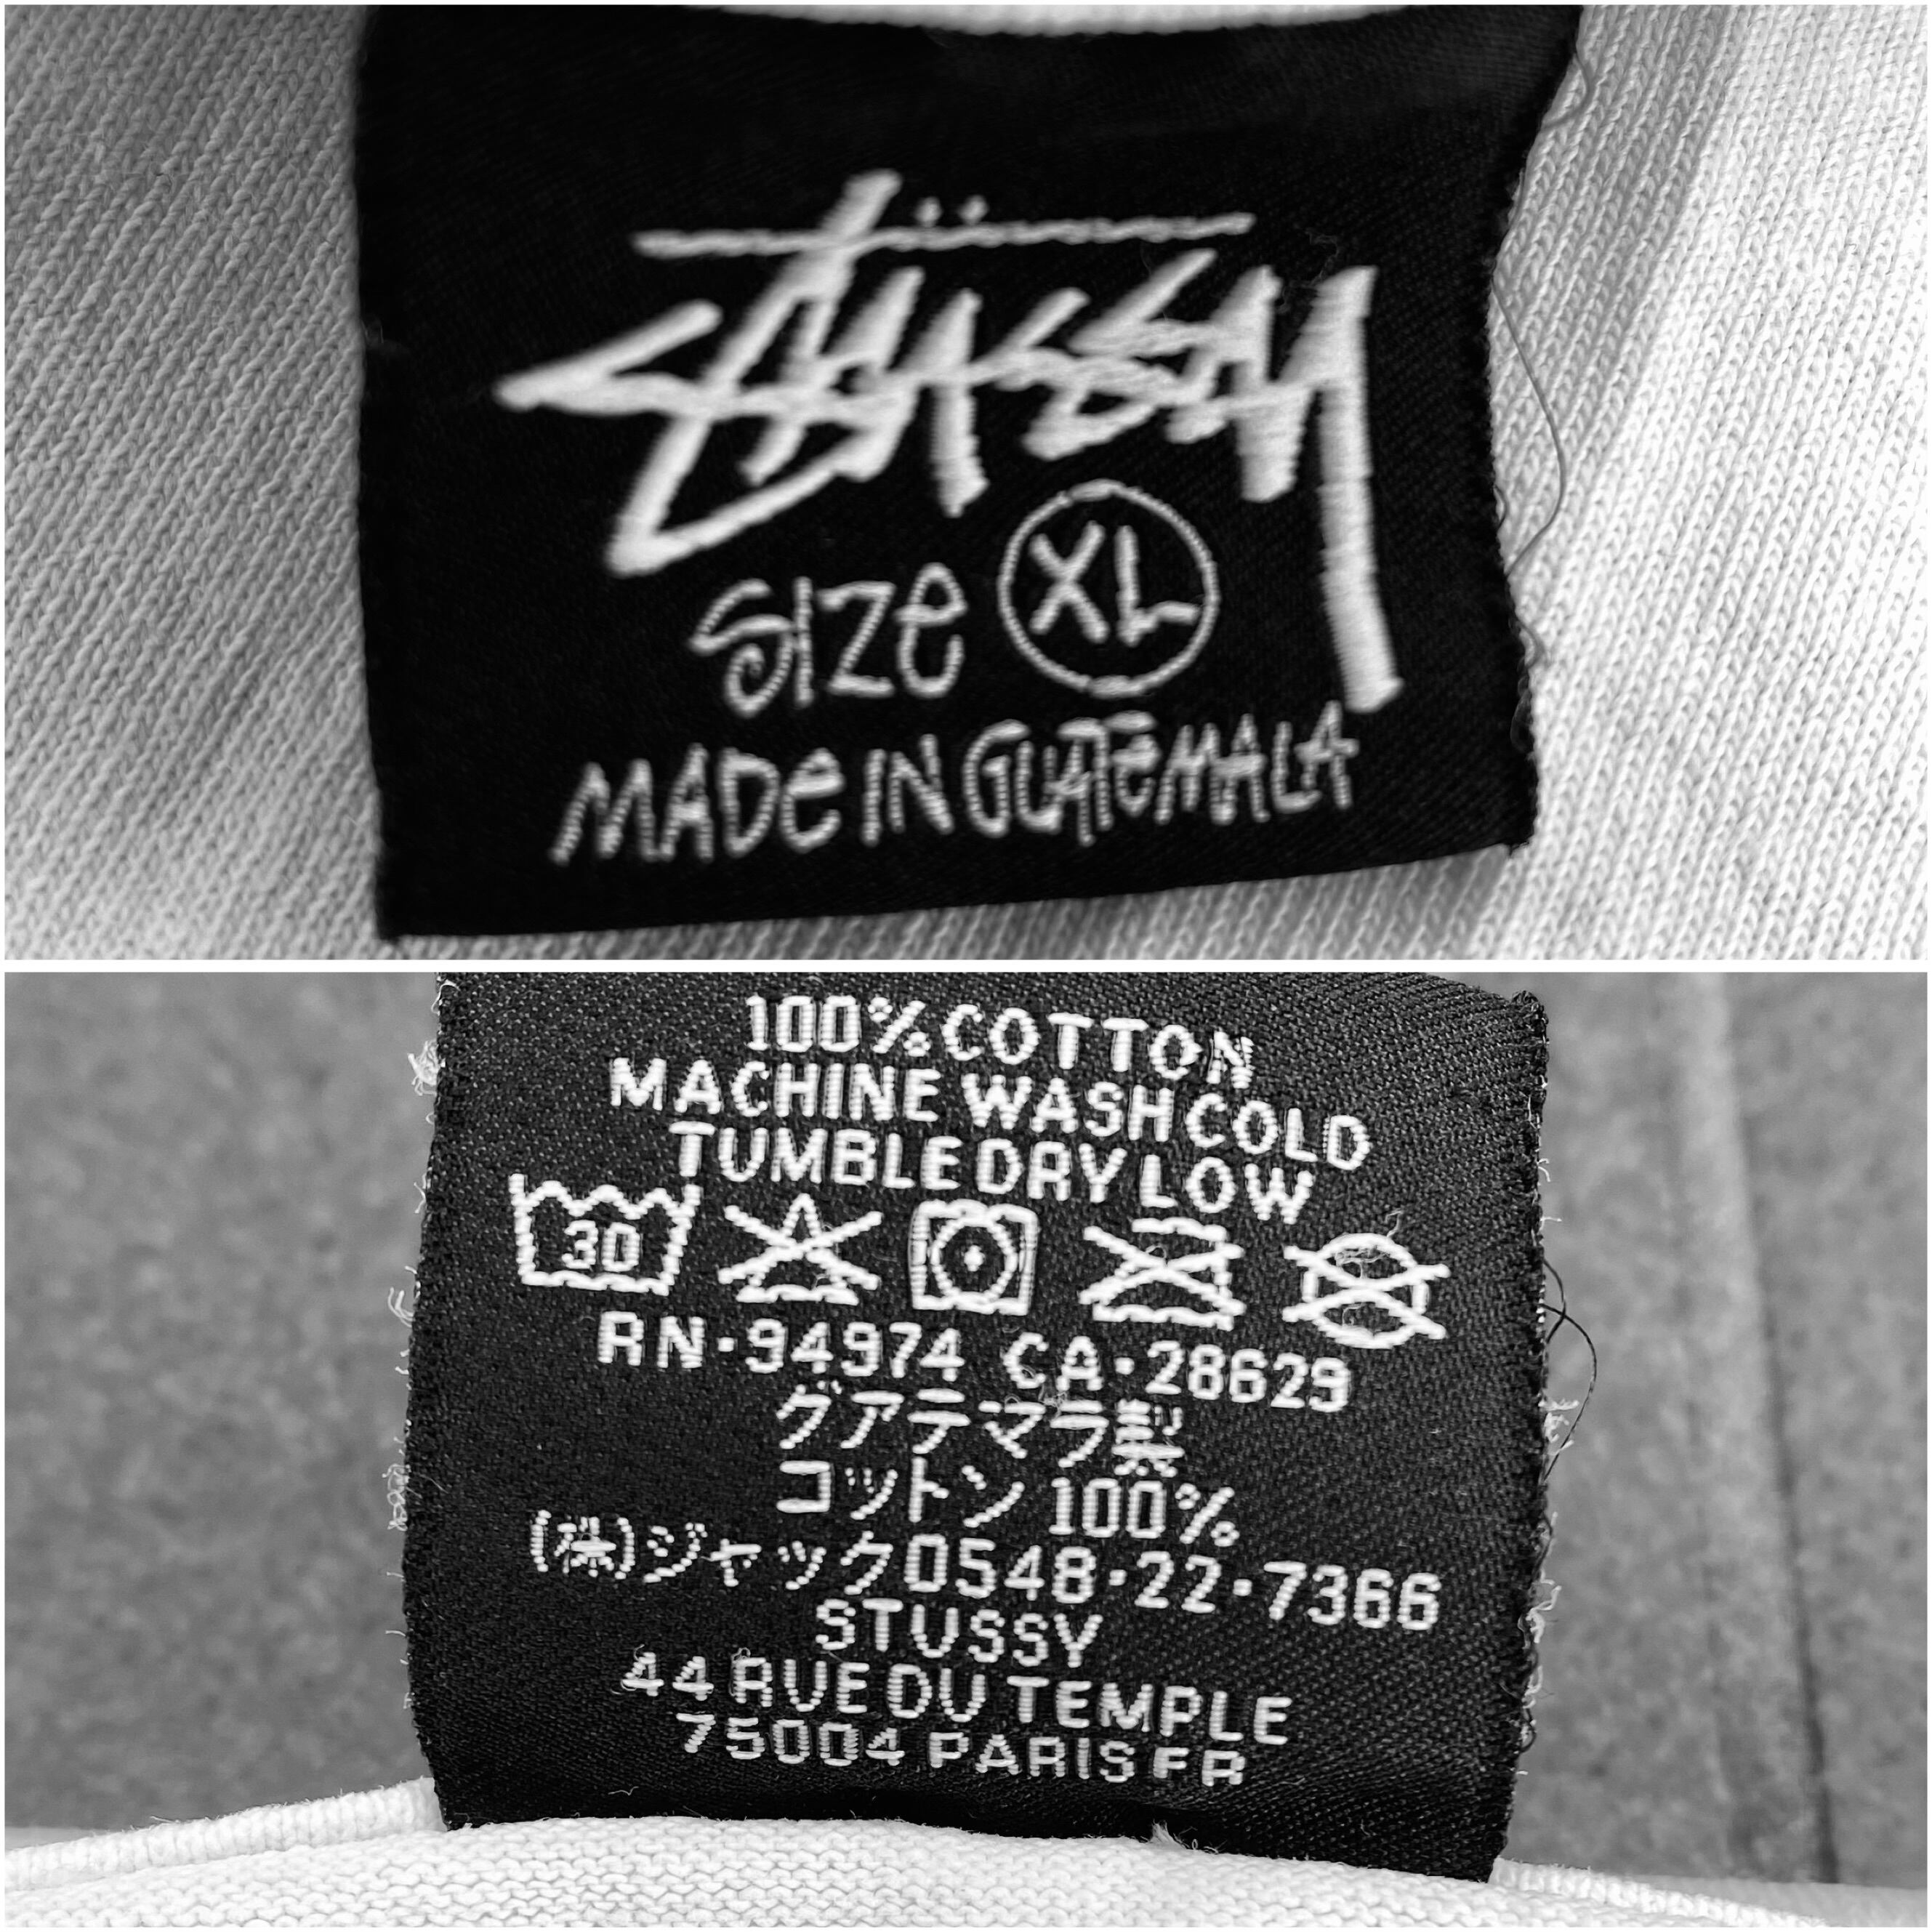 Stüssy
SIZe XL
MADe IN GUATeMALA
100% COTTON
MACHINE WASH COLD
TUMBLE DRY LOW
30
RN·94974 CA·28629
グアテマラ製
コットン 100%
(株)ジャック0548·22·7366
STUSSY
44 RUE DU TEMPLE
75004 PARIS FR